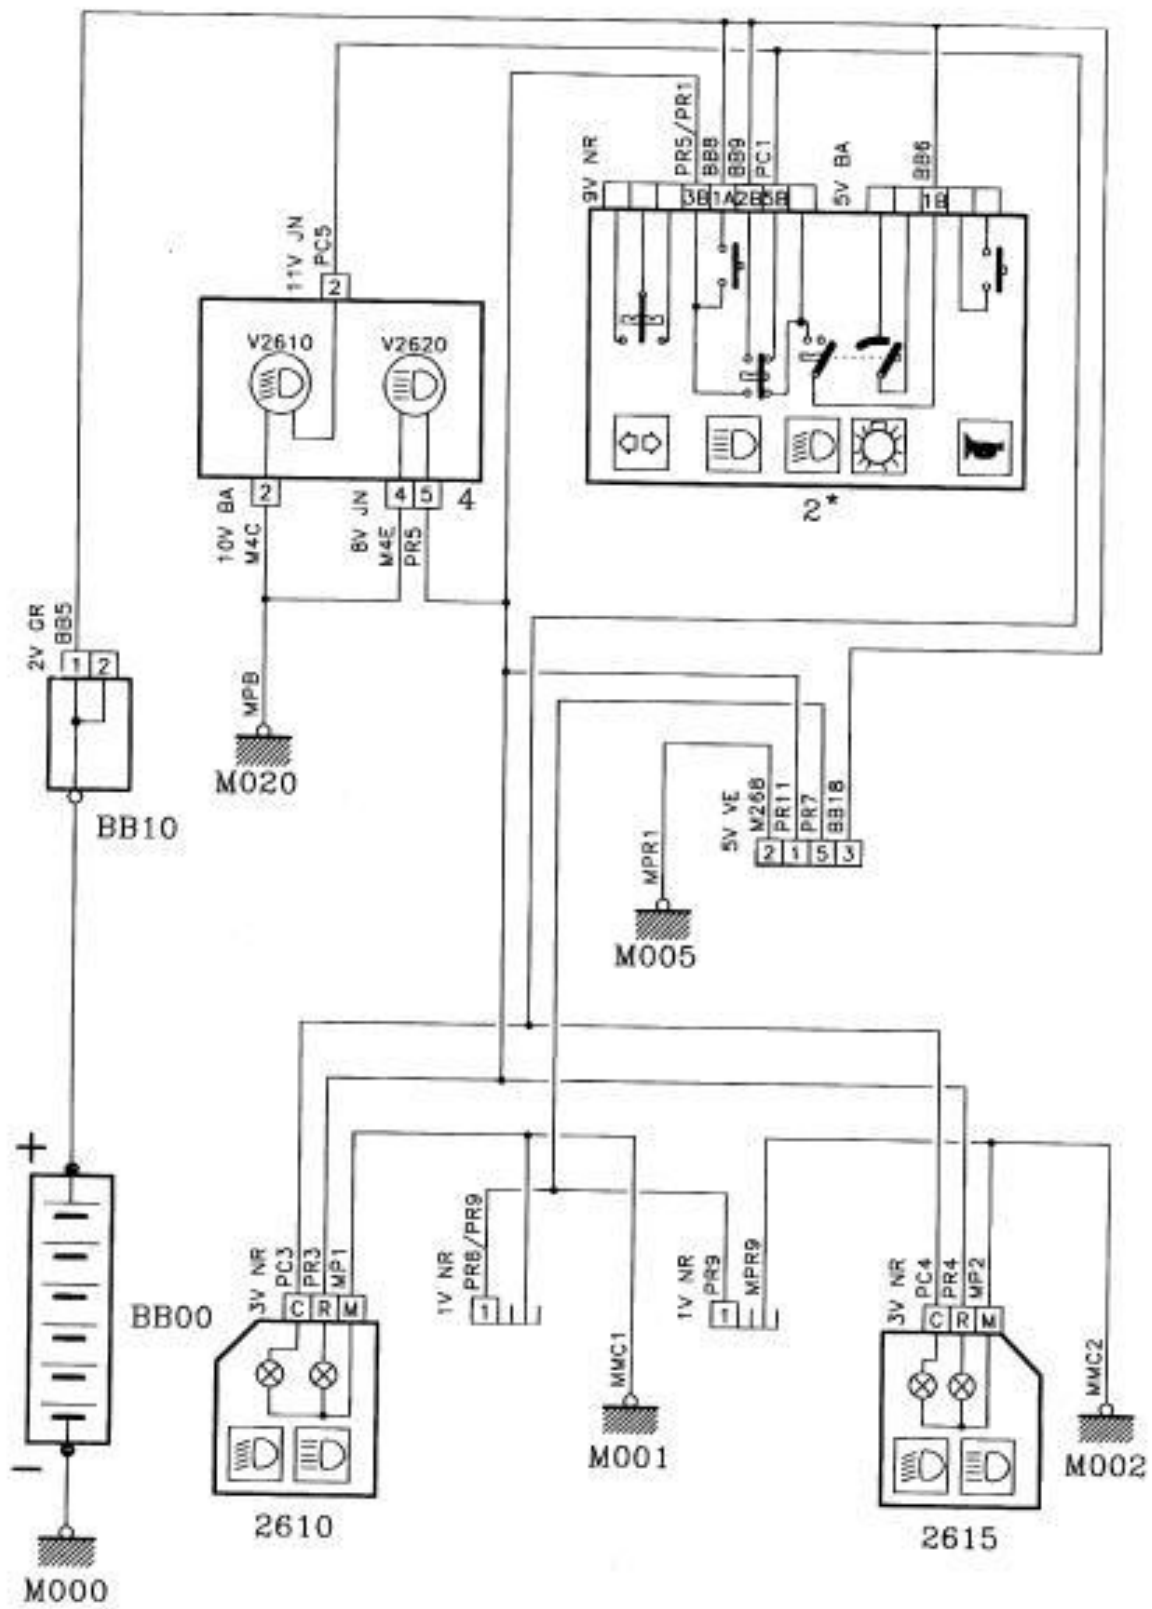 9V NR
PR5/PR1
BB8
BB9
PC1
5V BA
BB6
3B 1A 2B 5B
1B
11V JN
PC5
2
V2610
V2620
2
4 5
4
10V BA
M4C
8V JN
M4E
PR5
2*
2V GR
BB5
1 2
MPB
M020
BB10
5V VE
M26B
PR11
PR7
BB18
2 1 5 3
MPR1
M005
+
BB00
−
M000
3V NR
PC3
PR3
MP1
C R M
2610
1V NR
PR8/PR9
1
MMC1
M001
1V NR
PR9
MPR9
1
3V NR
PC4
PR4
MP2
C R M
2615
MMC2
M002